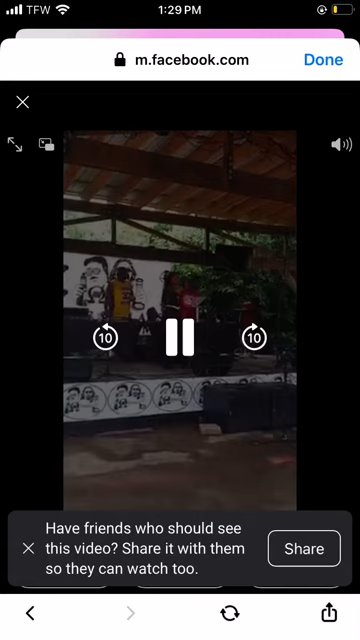 TFW
1:29 PM
m.facebook.com
Done
10
10
Have friends who should see
this video? Share it with them
so they can watch too.
Share